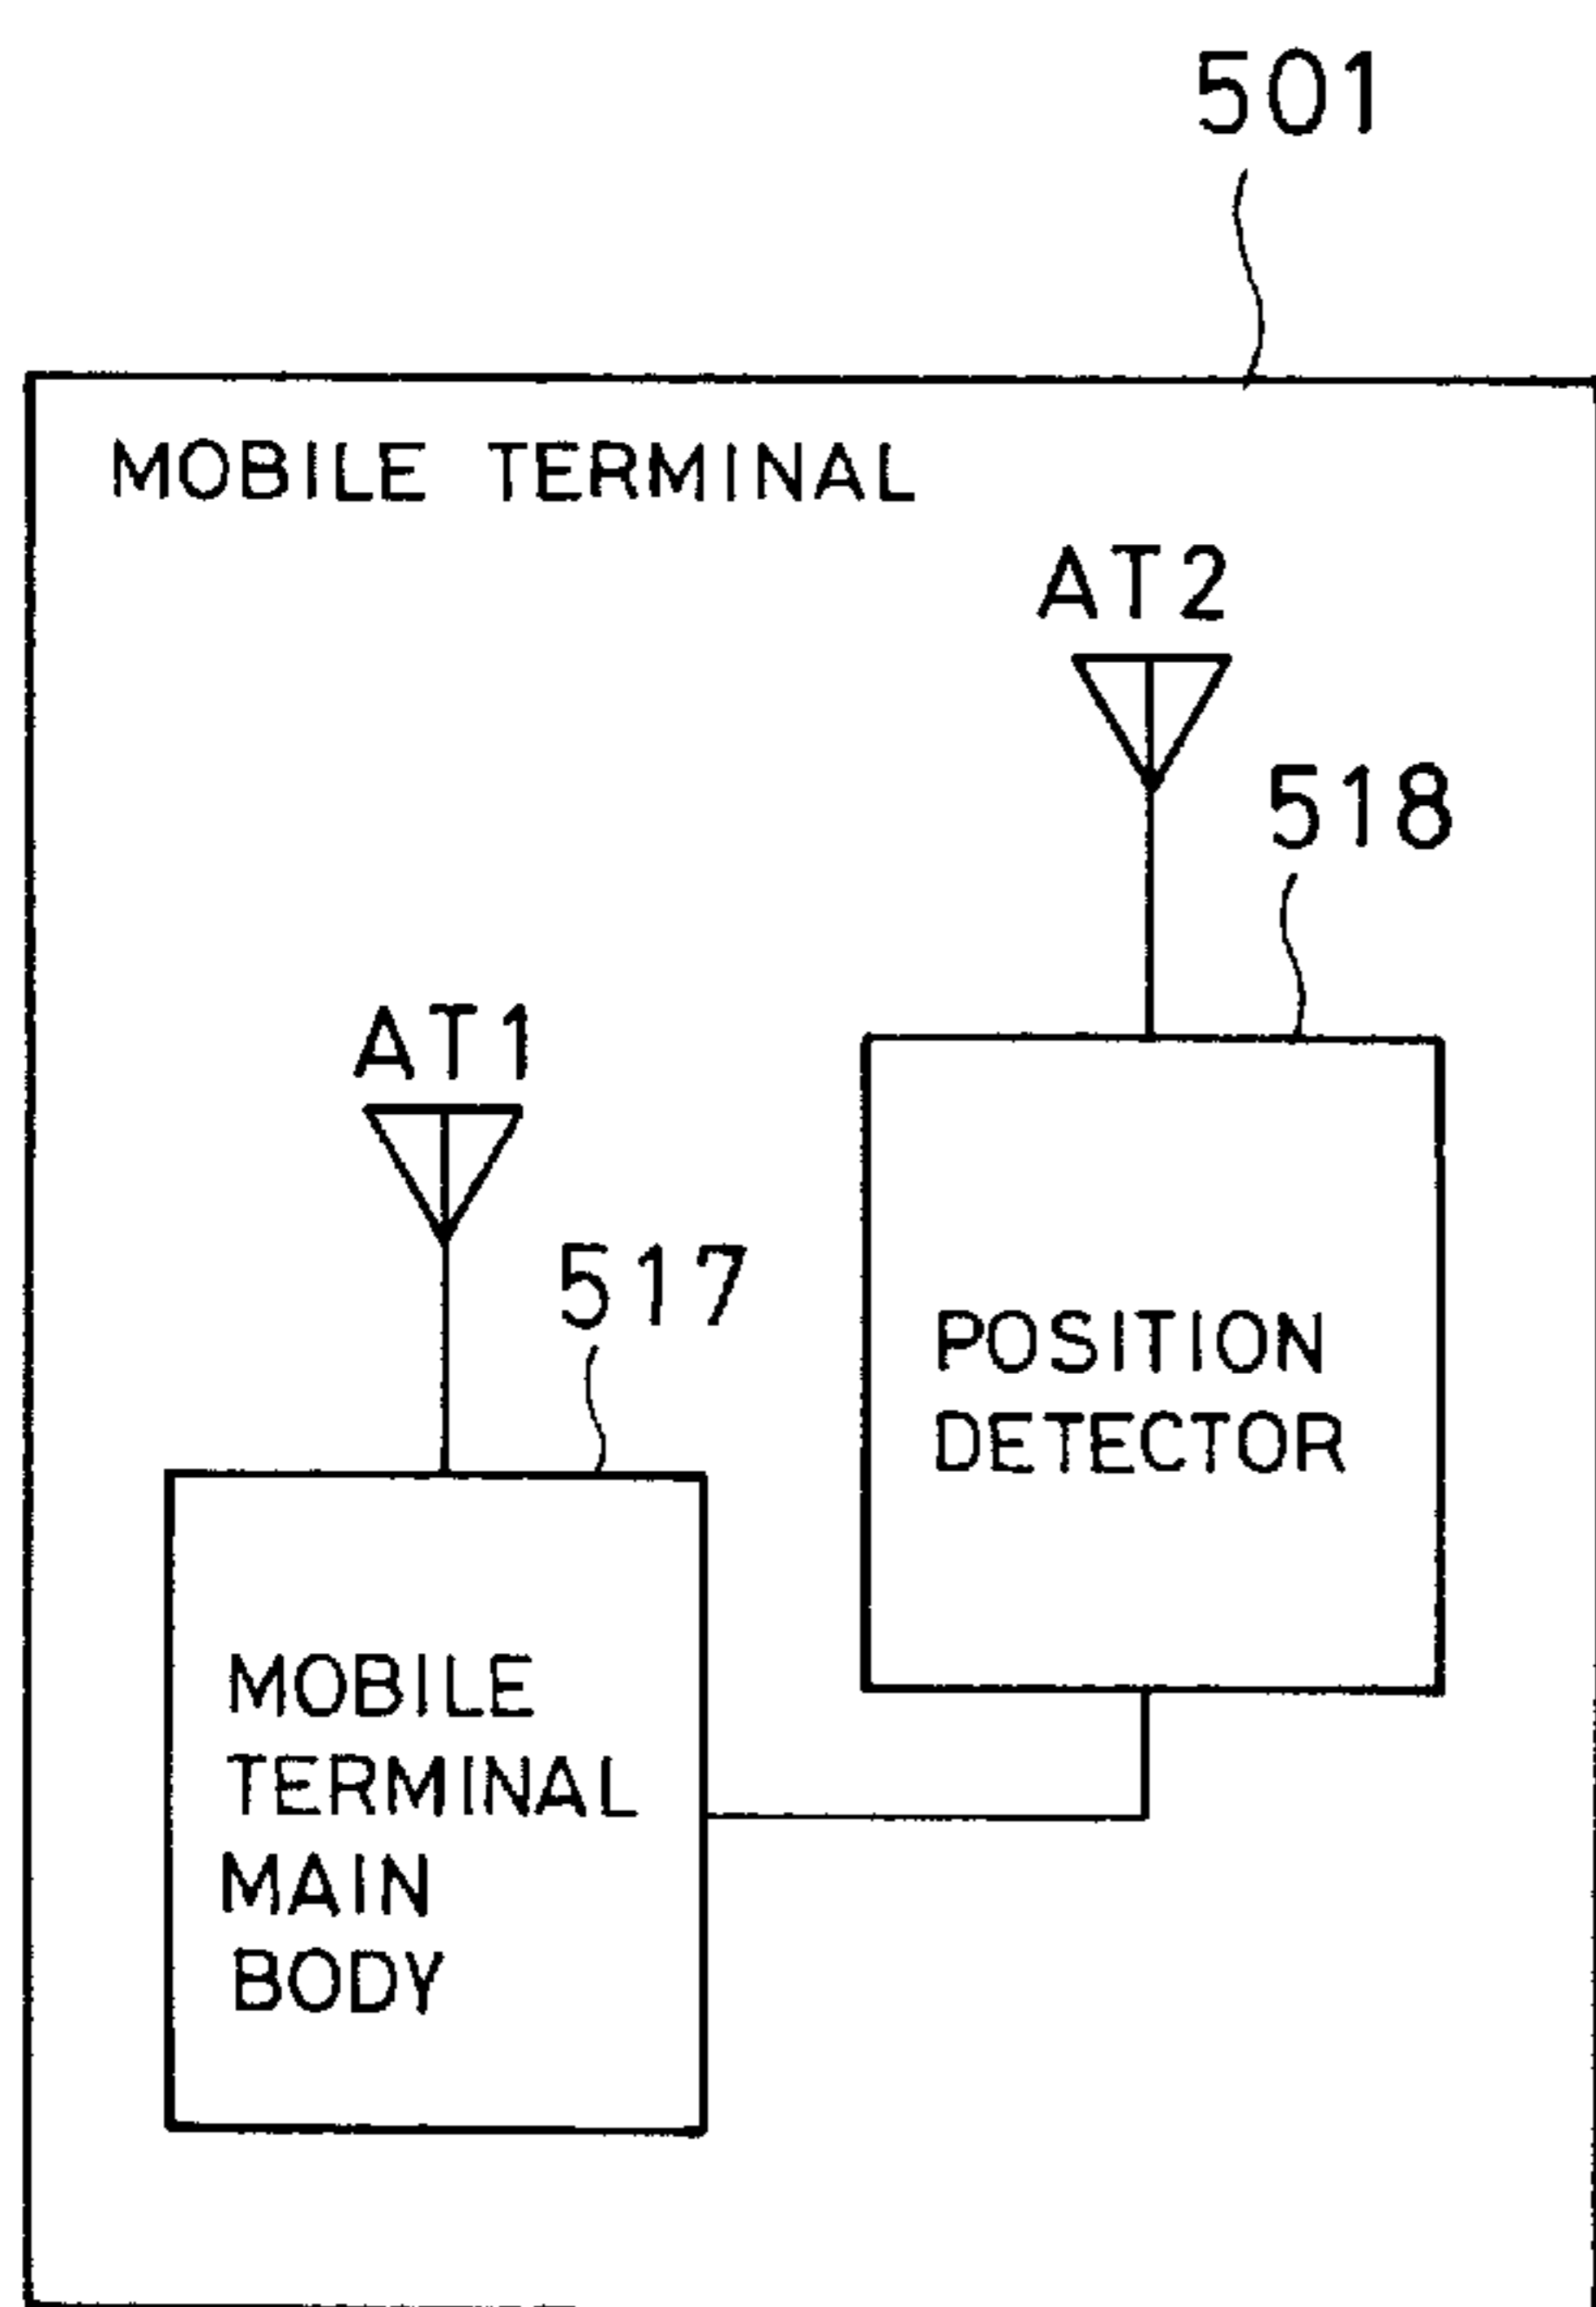 501
MOBILE TERMINAL
AT2
518
AT1
517
POSITION
DETECTOR
MOBILE
TERMINAL
MAIN
BODY